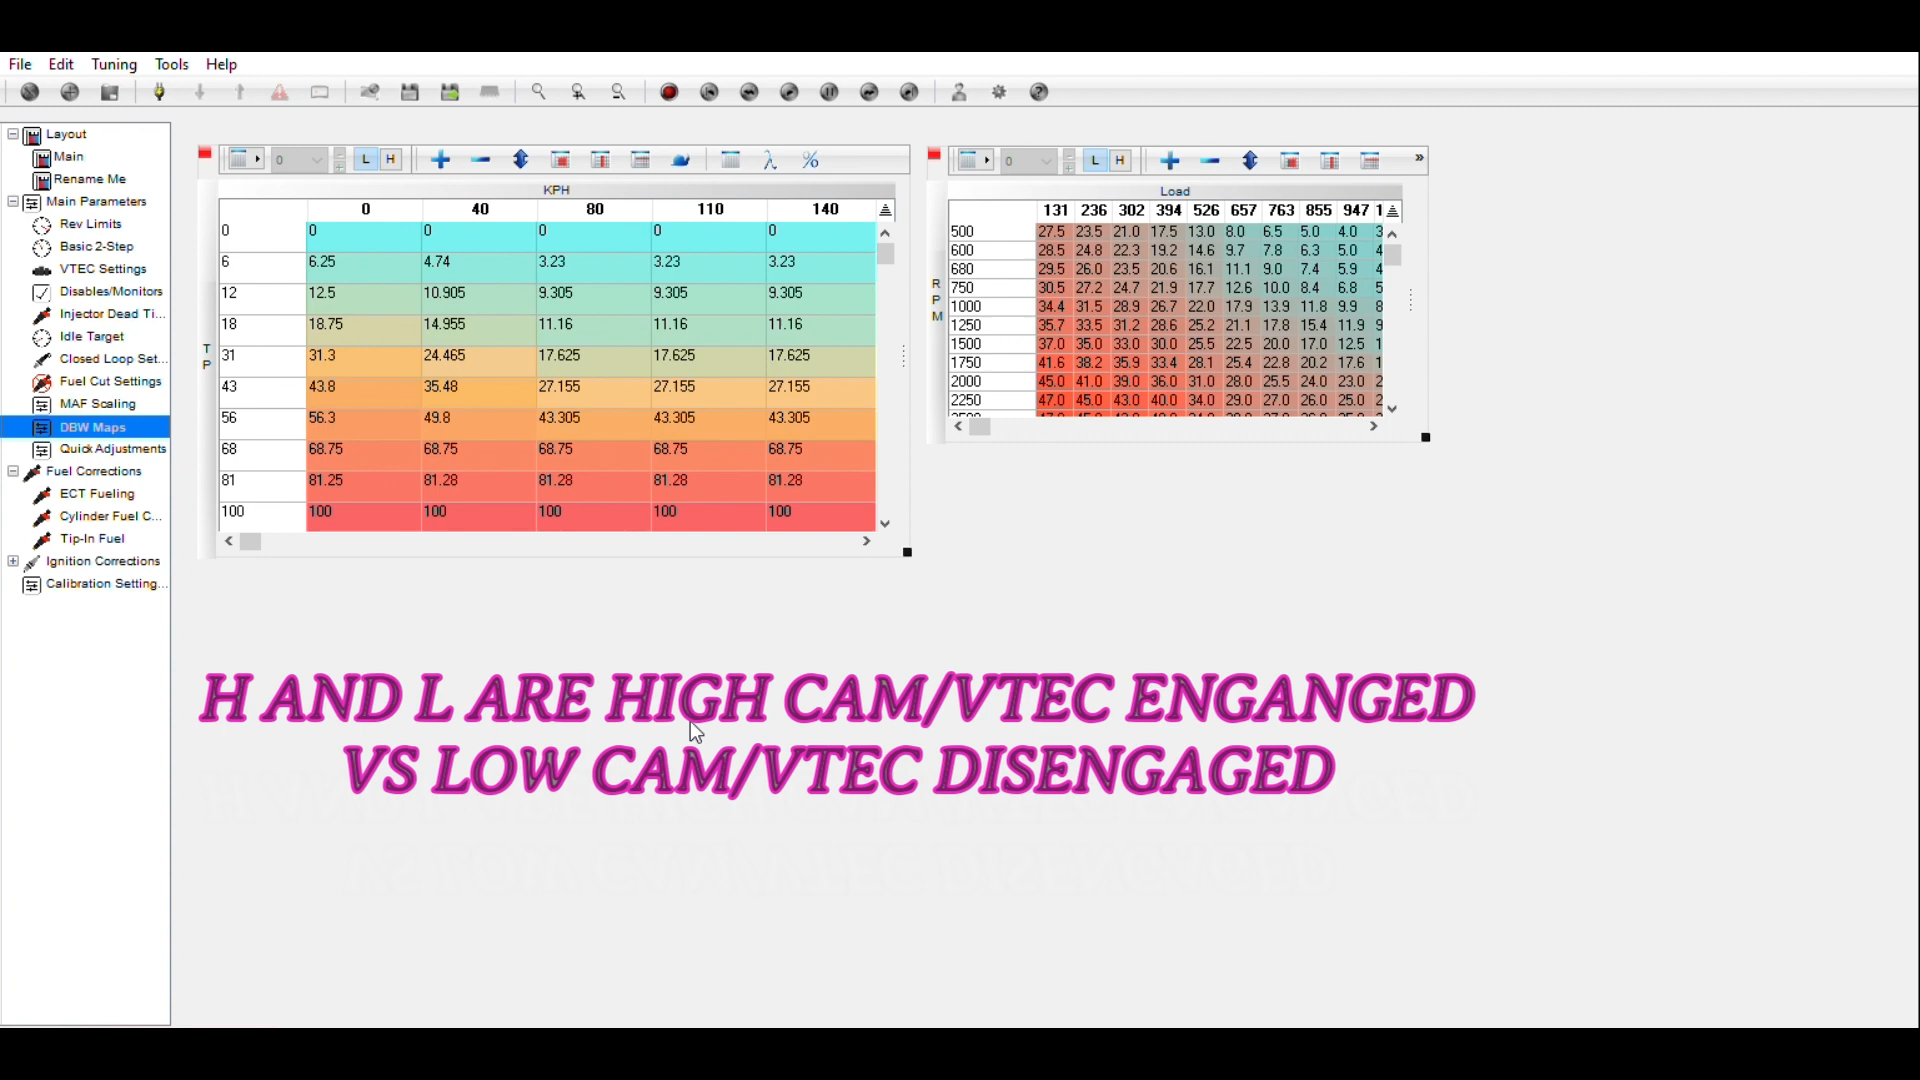 File Edit Tuning Tools Help
Layout
Main
Rename Me
Main Parameters
Rev Limits
Basic 2-Step
VTEC Settings
Disables/Monitors
Injector Dead Ti...
Idle Target
Closed Loop Set...
Fuel Cut Settings
MAF Scaling
DBW Maps
Quick Adjustments
Fuel Corrections
ECT Fueling
Cylinder Fuel C...
Tip-In Fuel
Ignition Corrections
Calibration Setting...
0 L H λ %
KPH
0 40 80 110 140
TP
0 0 0 0 0 0
6 6.25 4.74 3.23 3.23 3.23
12 12.5 10.905 9.305 9.305 9.305
18 18.75 14.955 11.16 11.16 11.16
31 31.3 24.465 17.625 17.625 17.625
43 43.8 35.48 27.155 27.155 27.155
56 56.3 49.8 43.305 43.305 43.305
68 68.75 68.75 68.75 68.75 68.75
81 81.25 81.28 81.28 81.28 81.28
100 100 100 100 100 100
0 L H »
Load
131 236 302 394 526 657 763 855 947 1
RPM
500 27.5 23.5 21.0 17.5 13.0 8.0 6.5 5.0 4.0 3
600 28.5 24.8 22.3 19.2 14.6 9.7 7.8 6.3 5.0 4
680 29.5 26.0 23.5 20.6 16.1 11.1 9.0 7.4 5.9 4
750 30.5 27.2 24.7 21.9 17.7 12.6 10.0 8.4 6.8 5
1000 34.4 31.5 28.9 26.7 22.0 17.9 13.9 11.8 9.9 8
1250 35.7 33.5 31.2 28.6 25.2 21.1 17.8 15.4 11.9 9
1500 37.0 35.0 33.0 30.0 25.5 22.5 20.0 17.0 12.5 1
1750 41.6 38.2 35.9 33.4 28.1 25.4 22.8 20.2 17.6 1
2000 45.0 41.0 39.0 36.0 31.0 28.0 25.5 24.0 23.0 2
2250 47.0 45.0 43.0 40.0 34.0 29.0 27.0 26.0 25.0 2
H AND L ARE HIGH CAM/VTEC ENGANGED
VS LOW CAM/VTEC DISENGAGED